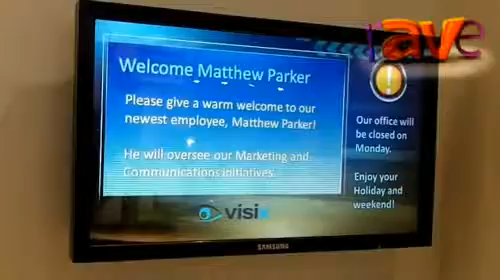 rave
Welcome Matthew Parker
Please give a warm welcome to our
newest employee, Matthew Parker!
He will oversee our Marketing and
Communications initiatives.
Our office will
be closed on
Monday.
Enjoy your
Holiday and
weekend!
visix
SAMSUNG